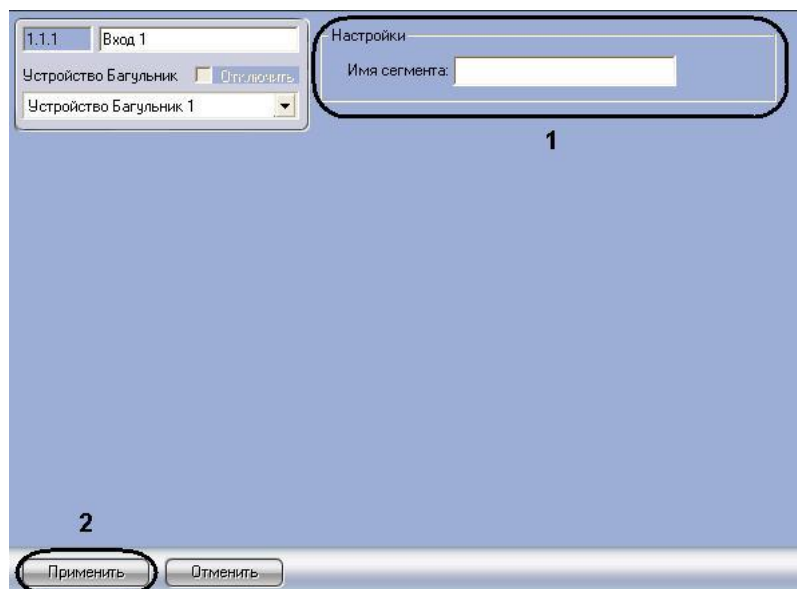 1.1.1 Вход 1
Устройство Багульник Отключить
Устройство Багульник 1
Настройки
Имя сегмента:
1
2
Применить Отменить